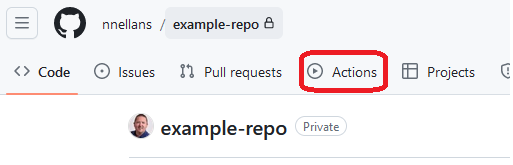 nnellans / example-repo
Code Issues Pull requests Actions Projects
example-repo Private